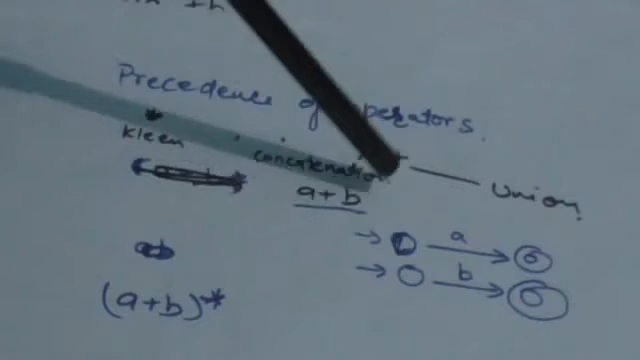 Precedence of operators.
Kleen concatenation + — Union
a+b
→ a →
→ b →
(a+b)*